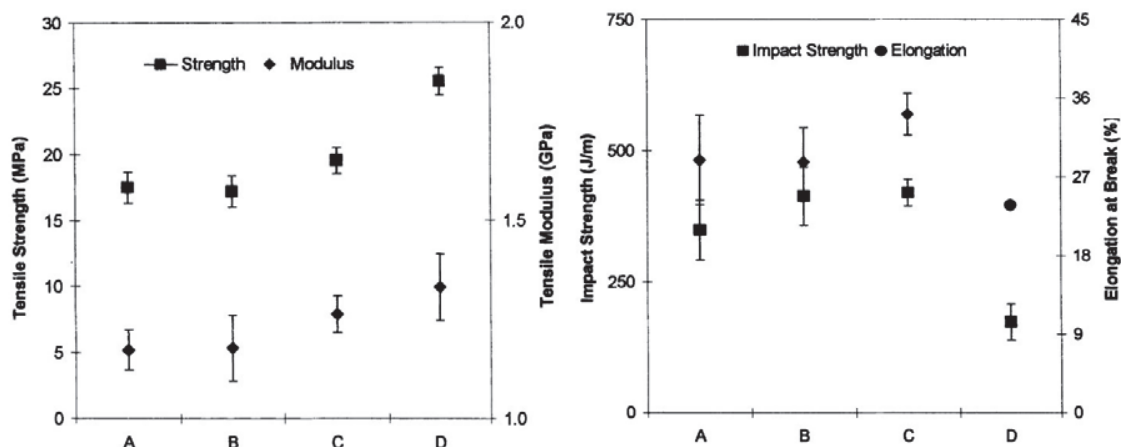 30
25
20
15
10
5
0
Tensile Strength (MPa)
Strength Modulus
2.0
1.5
1.0
Tensile Modulus (GPa)
A B C D
750
500
250
0
Impact Strength (J/m)
Impact Strength Elongation
45
36
27
18
9
0
Elongation at Break (%)
A B C D